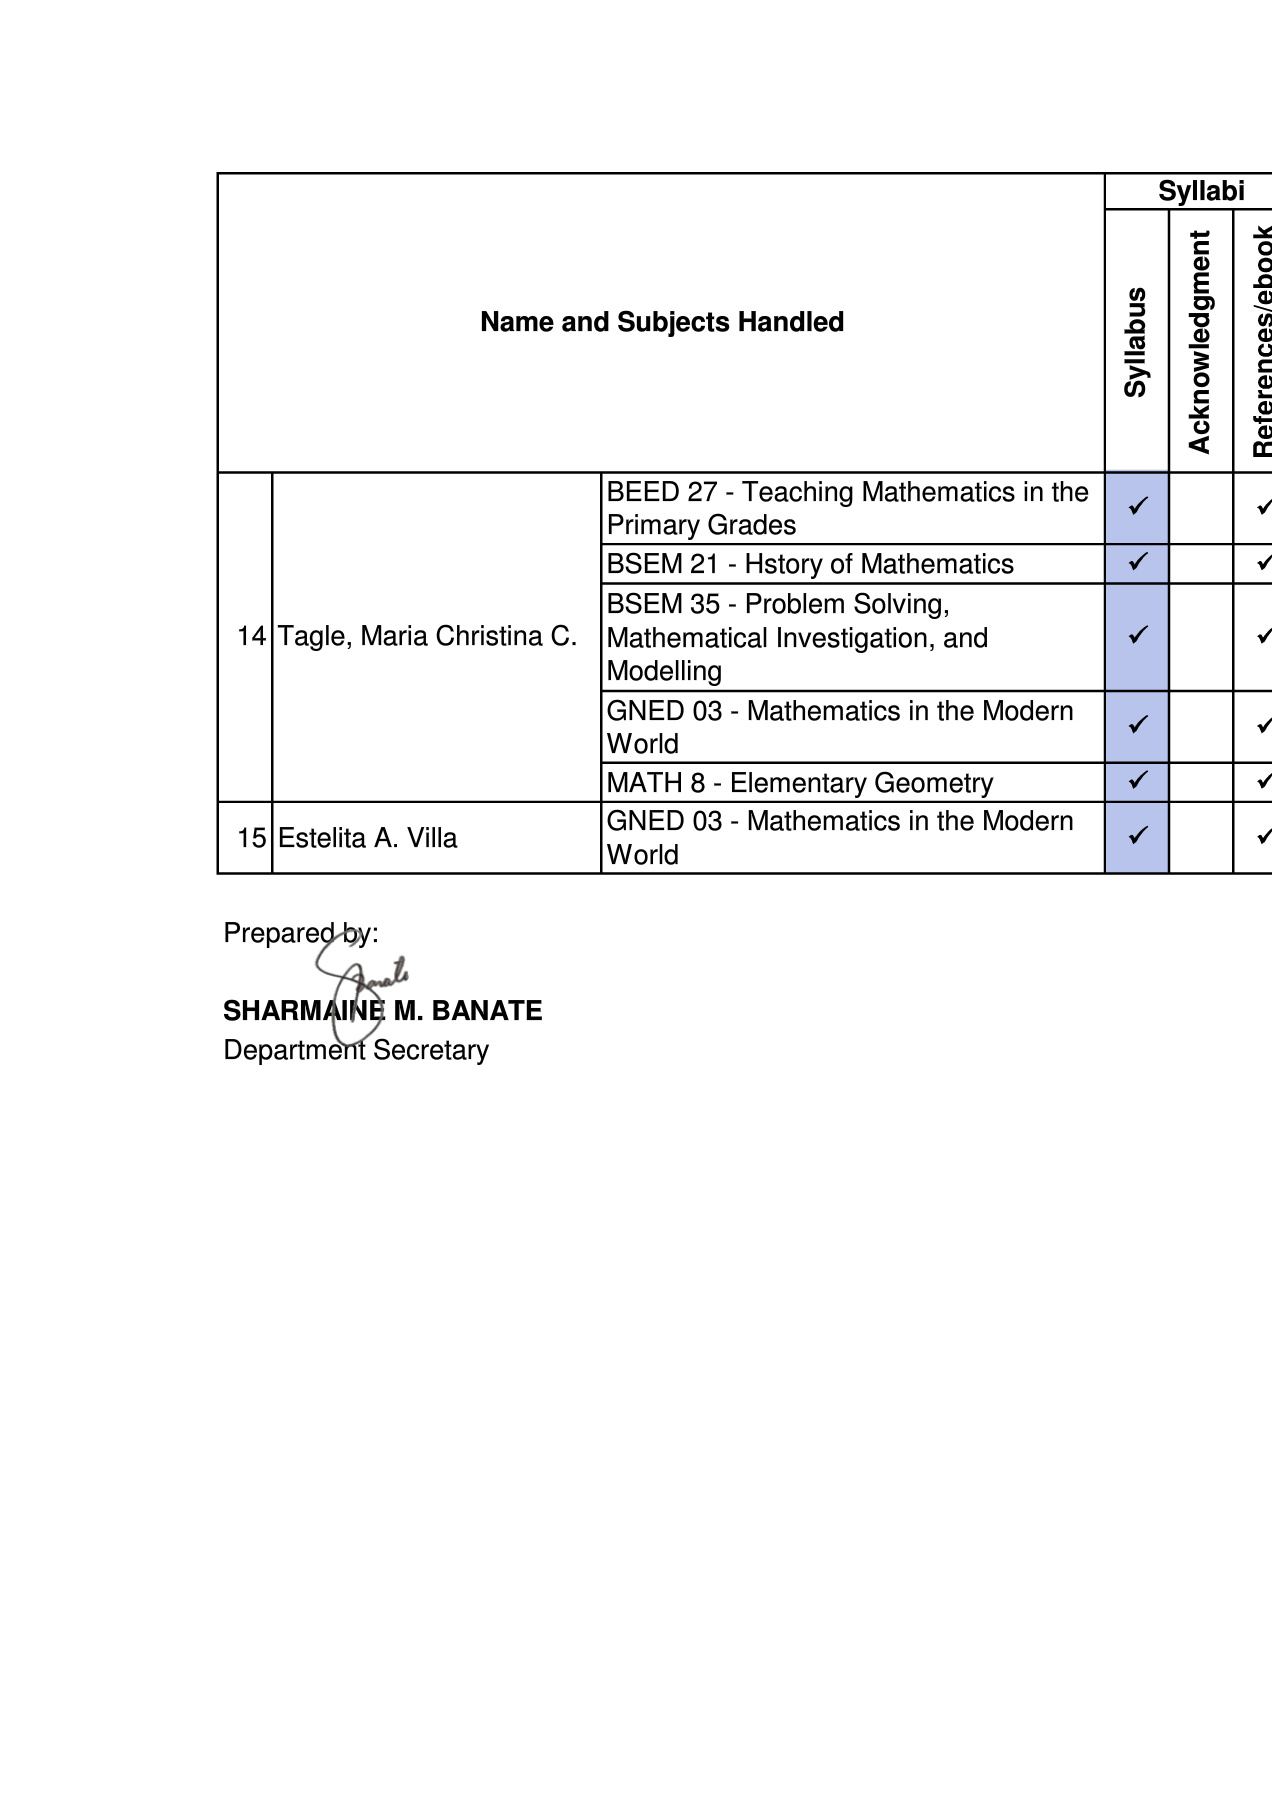 Syllabi
Name and Subjects Handled
Syllabus
Acknowledgment
References/ebook
BEED 27 - Teaching Mathematics in the
Primary Grades
✓ ✓
BSEM 21 - Hstory of Mathematics ✓ ✓
14 Tagle, Maria Christina C.
BSEM 35 - Problem Solving,
Mathematical Investigation, and
Modelling
✓ ✓
GNED 03 - Mathematics in the Modern
World
✓ ✓
MATH 8 - Elementary Geometry ✓ ✓
15 Estelita A. Villa
GNED 03 - Mathematics in the Modern
World
✓ ✓
Prepared by:
SHARMAINE M. BANATE
Department Secretary